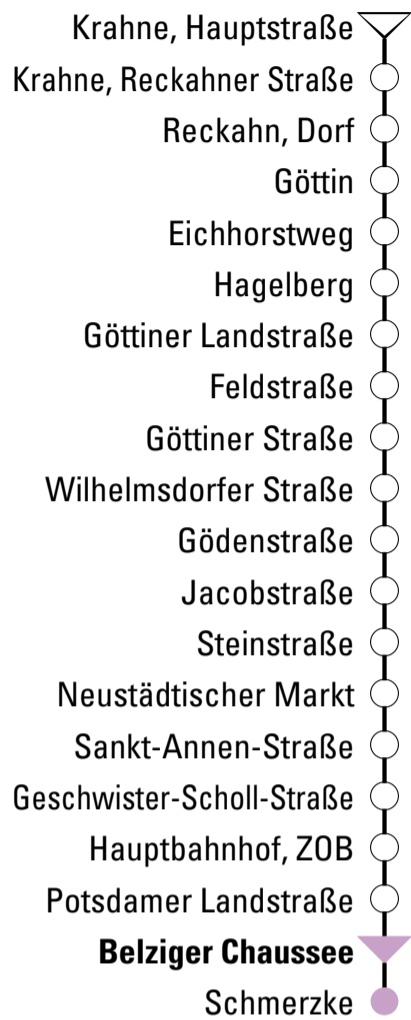 Krahne, Hauptstraße
Krahne, Reckahner Straße
Reckahn, Dorf
Göttin
Eichhorstweg
Hagelberg
Göttiner Landstraße
Feldstraße
Göttiner Straße
Wilhelmsdorfer Straße
Gödenstraße
Jacobstraße
Steinstraße
Neustädtischer Markt
Sankt-Annen-Straße
Geschwister-Scholl-Straße
Hauptbahnhof, ZOB
Potsdamer Landstraße
Belziger Chaussee
Schmerzke